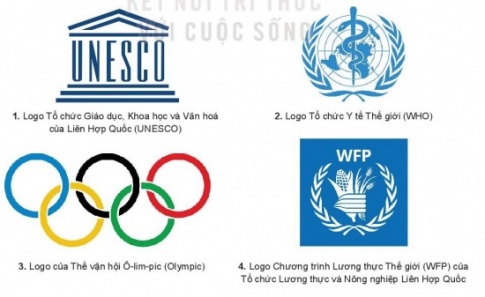 KẾT NỐI TRI THỨC
VỚI CUỘC SỐNG
UNESCO
1. Logo Tổ chức Giáo dục, Khoa học và Văn hoá
của Liên Hợp Quốc (UNESCO)
2. Logo Tổ chức Y tế Thế giới (WHO)
WFP
3. Logo của Thế vận hội Ô-lim-pic (Olympic)
4. Logo Chương trình Lương thực Thế giới (WFP) của
Tổ chức Lương thực và Nông nghiệp Liên Hợp Quốc